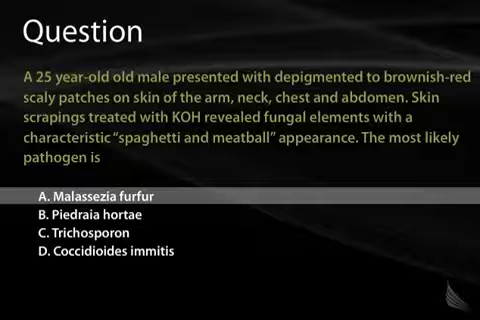 Question
A 25 year-old old male presented with depigmented to brownish-red
scaly patches on skin of the arm, neck, chest and abdomen. Skin
scrapings treated with KOH revealed fungal elements with a
characteristic “spaghetti and meatball” appearance. The most likely
pathogen is
A. Malassezia furfur
B. Piedraia hortae
C. Trichosporon
D. Coccidioides immitis